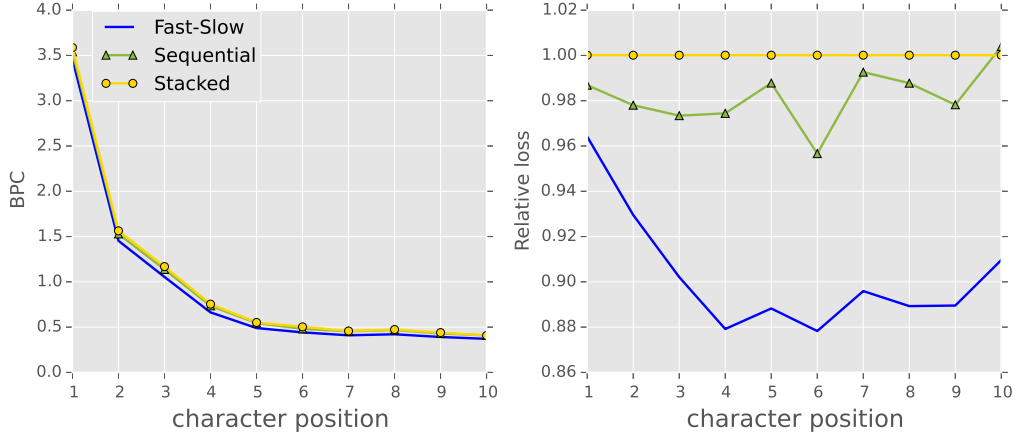 4.0
3.5
3.0
2.5
2.0
1.5
1.0
0.5
0.0
BPC
Fast-Slow
Sequential
Stacked
1 2 3 4 5 6 7 8 9 10
character position
1.02
1.00
0.98
0.96
0.94
0.92
0.90
0.88
0.86
Relative loss
1 2 3 4 5 6 7 8 9 10
character position